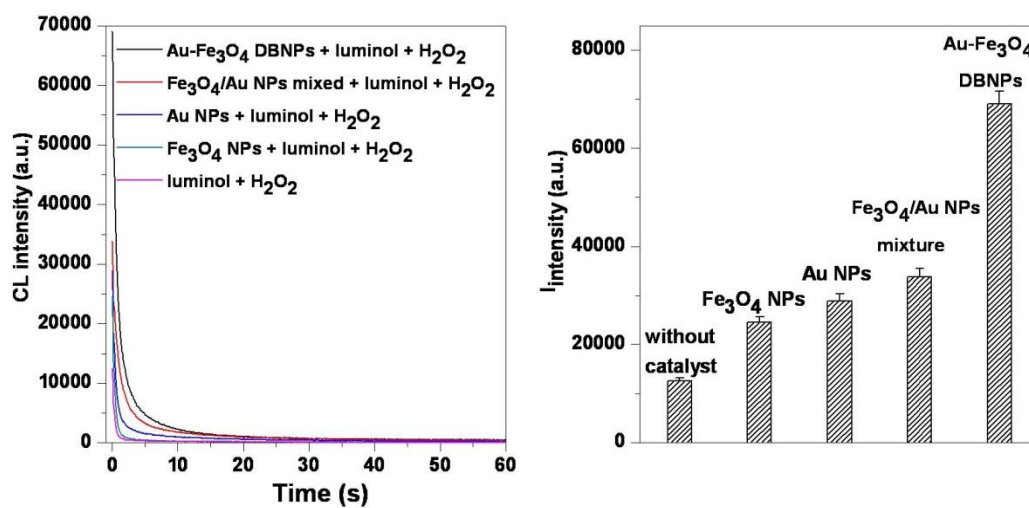 70000
60000
50000
40000
30000
20000
10000
0
CL intensity (a.u.)
Au-Fe3O4 DBNPs + luminol + H2O2
Fe3O4/Au NPs mixed + luminol + H2O2
Au NPs + luminol + H2O2
Fe3O4 NPs + luminol + H2O2
luminol + H2O2
0 10 20 30 40 50 60
Time (s)
80000
60000
40000
20000
0
Iintensity (a.u.)
without
catalyst
Fe3O4 NPs
Au NPs
Fe3O4/Au NPs
mixture
Au-Fe3O4
DBNPs